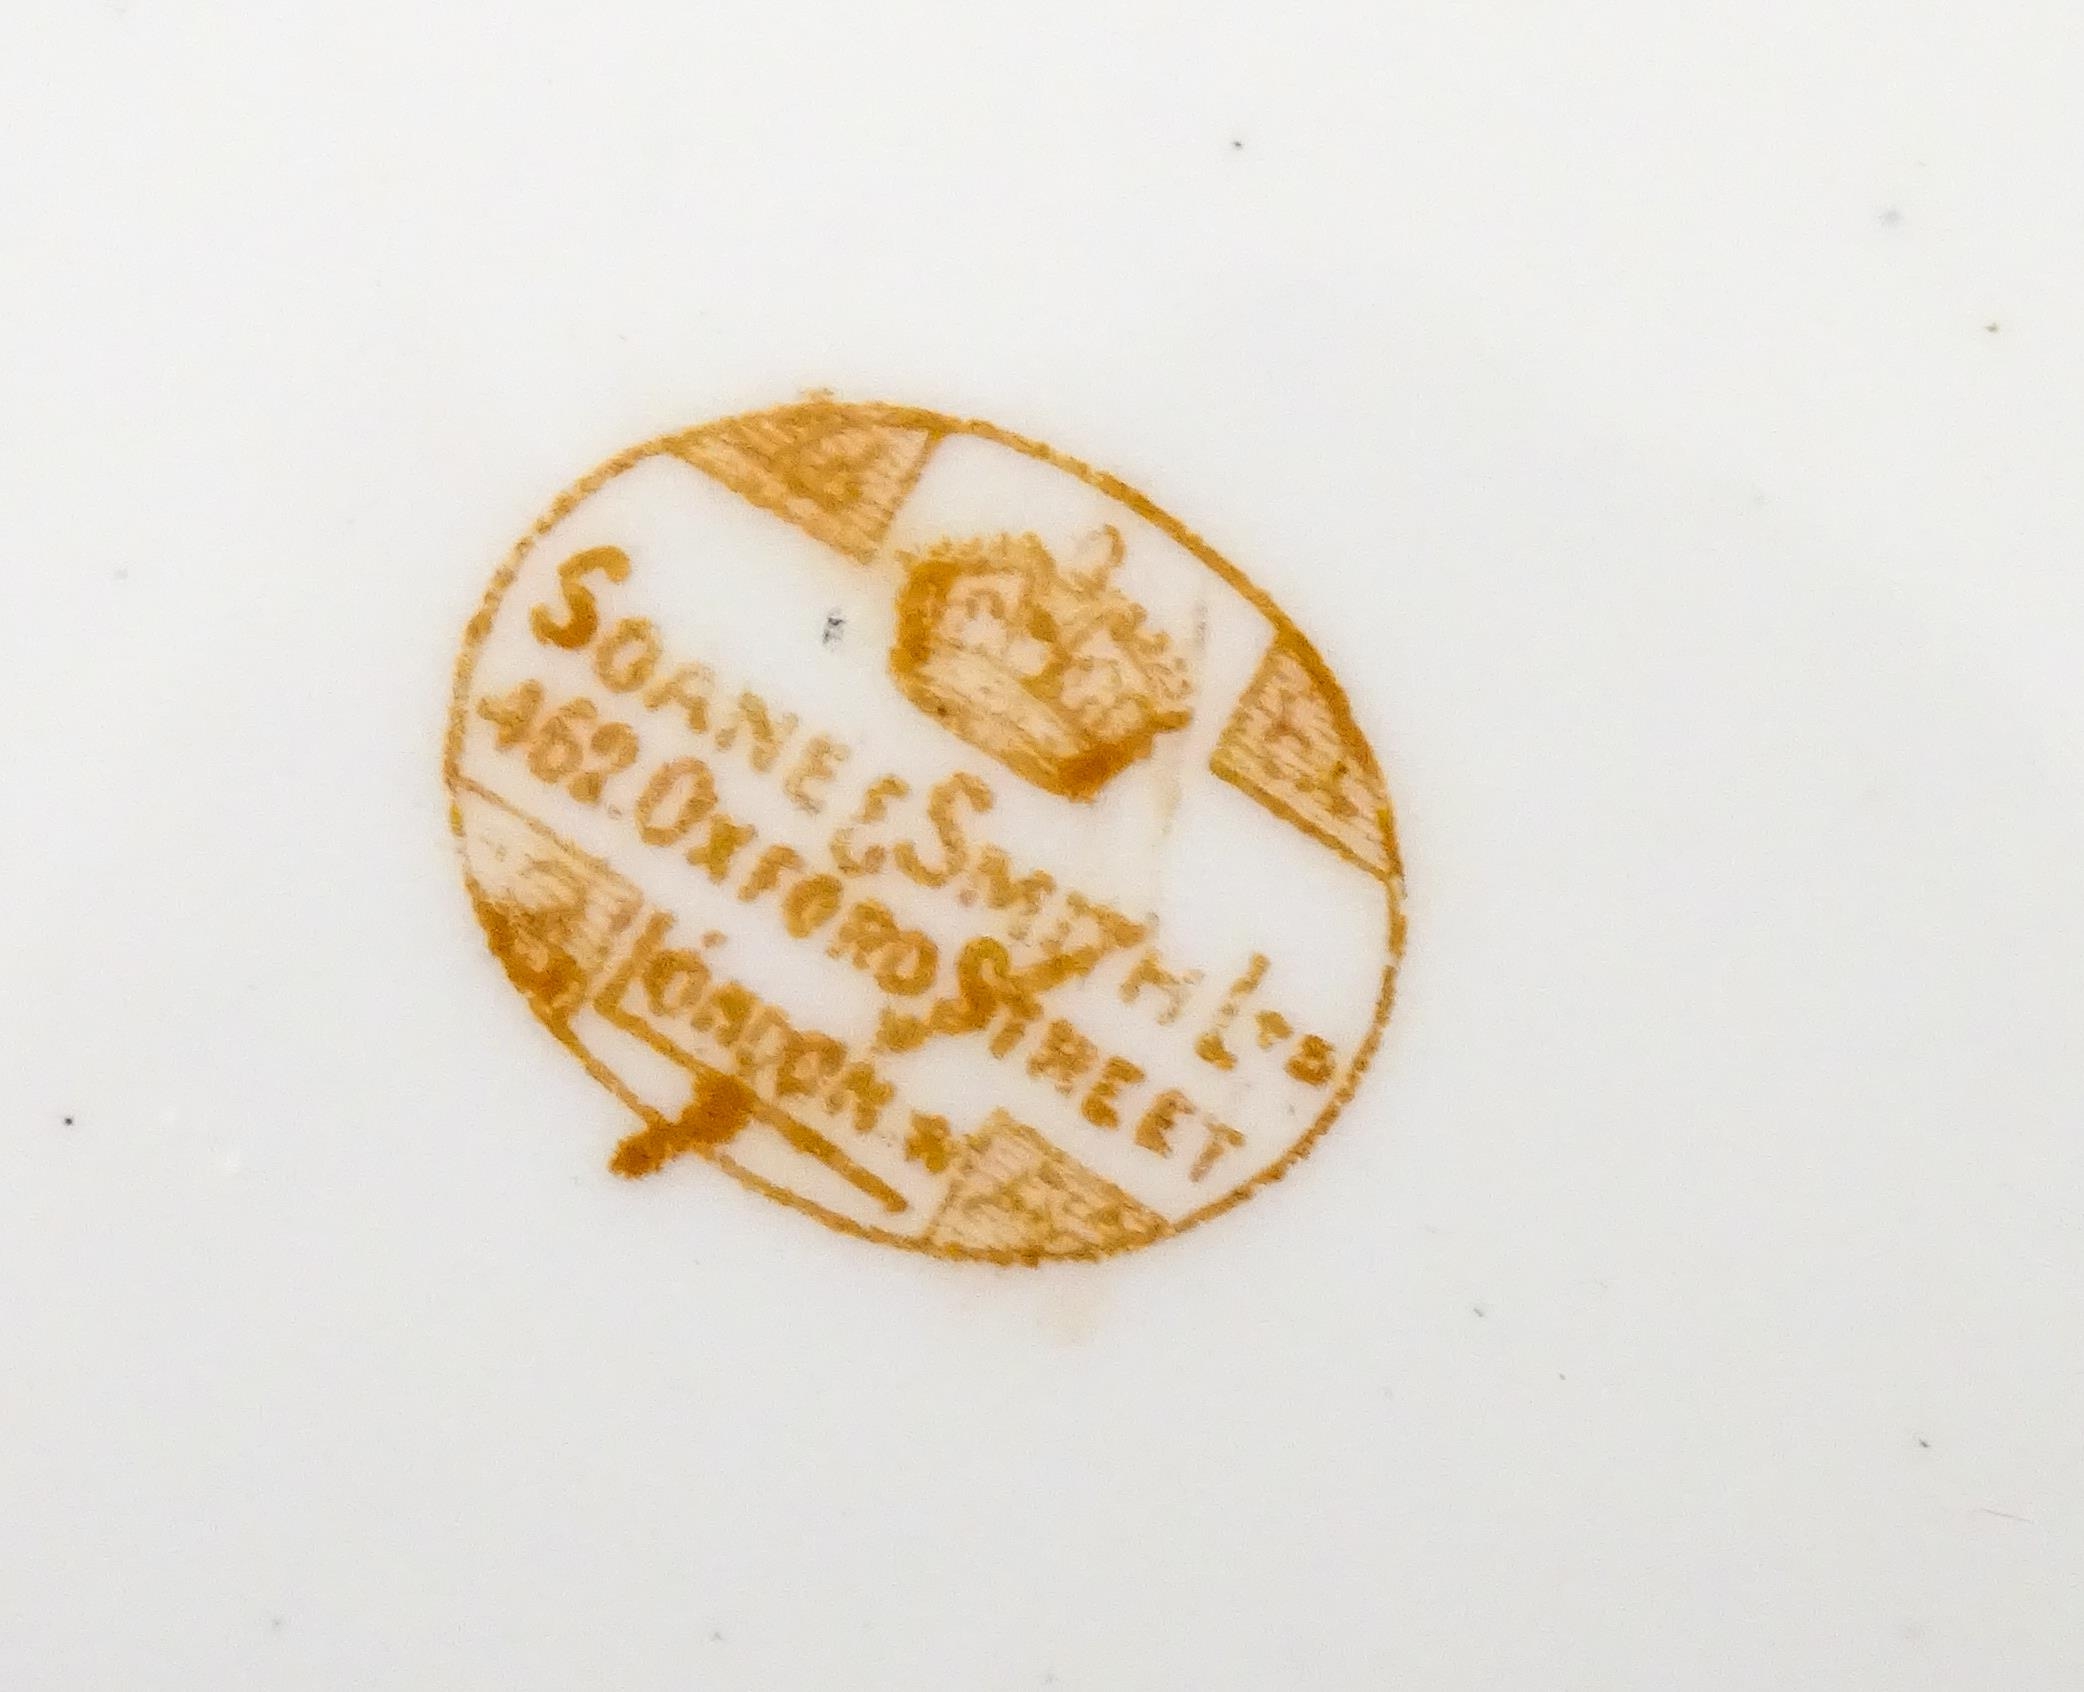 SOANE & SMITH LTD
462 OXFORD STREET
LONDON W